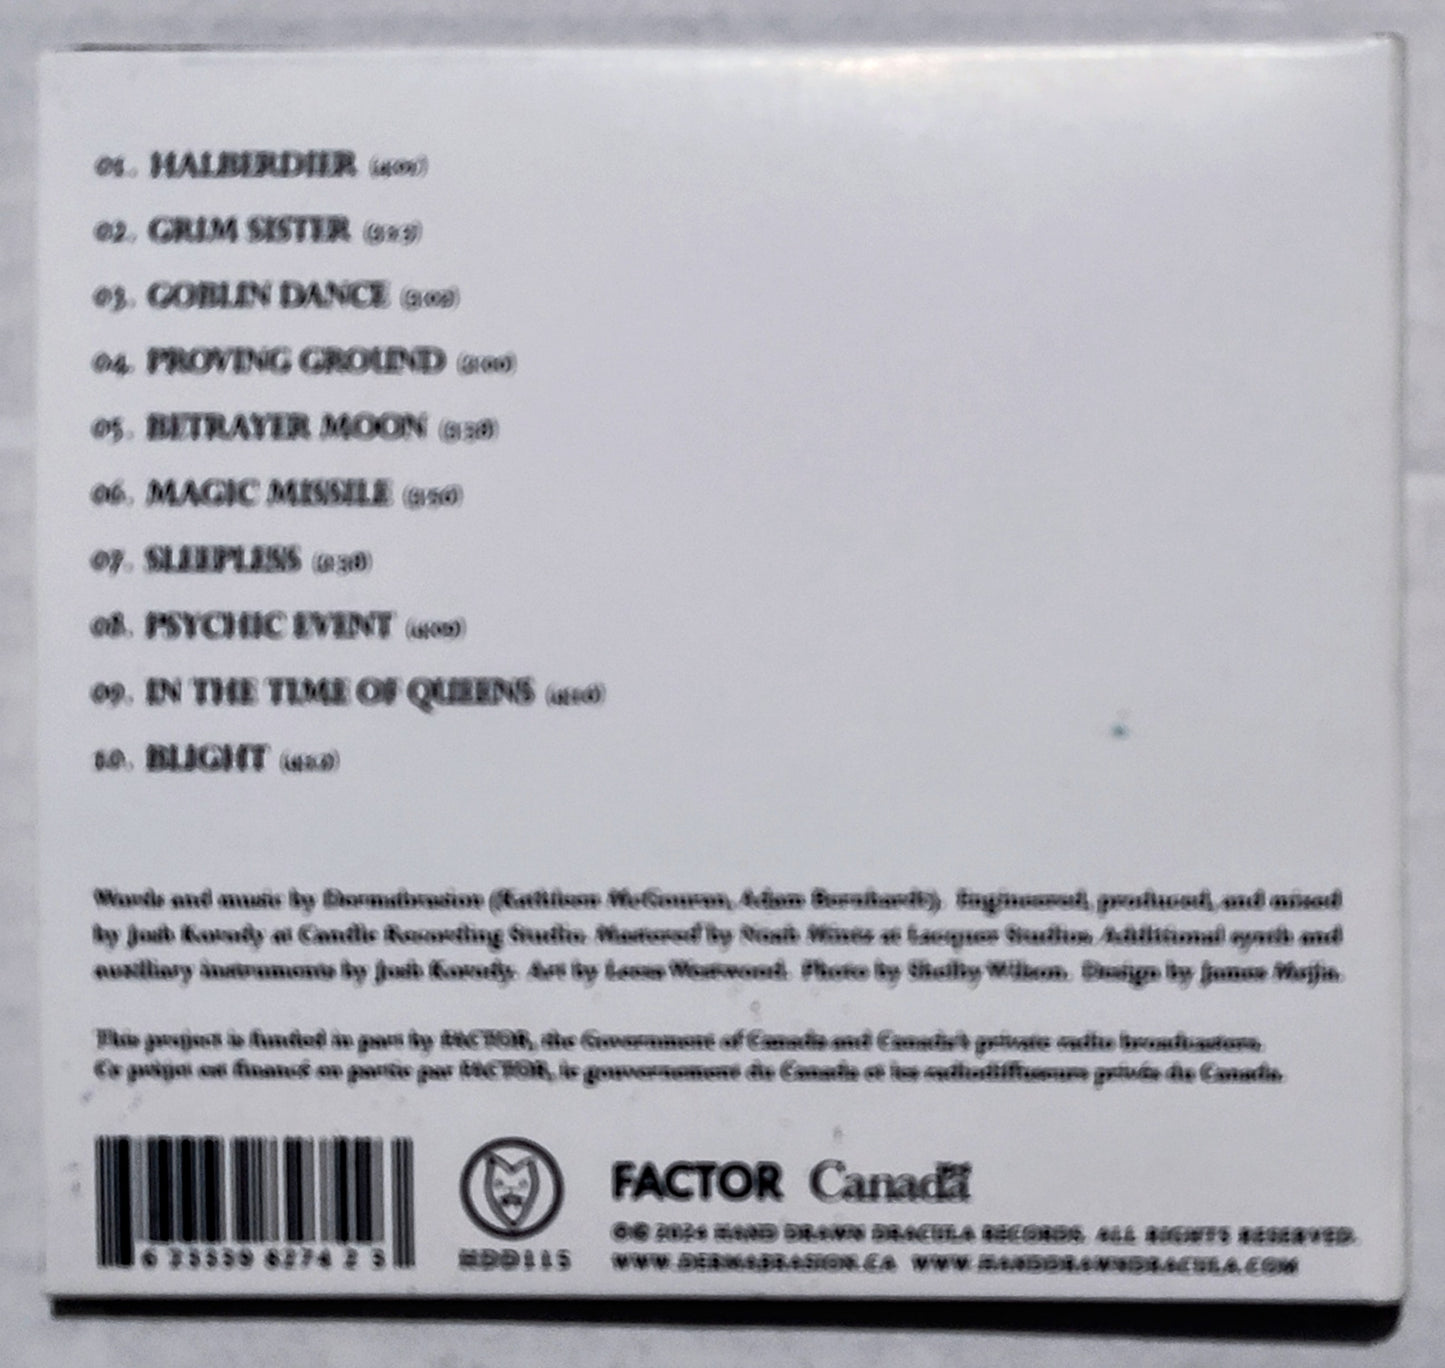 01. HALBERDIER
02. GRIM SISTER
03. GOBLIN DANCE
04. PROVING GROUND
05. BETRAYER MOON
06. MAGIC MISSILE
07. SLEEPLESS
08. PSYCHIC EVENT
09. IN THE TIME OF QUEENS
10. BLIGHT
Words and music by Dermabrasion (Kathleen McGowan, Adam Bernhardt). Engineered, produced, and mixed
by Josh Korody at Candle Recording Studio. Mastered by Noah Mintz at Lacquer Studios. Additional synth and
auxiliary instruments by Josh Korody. Art by Westwood. Photo by Shelby Wilson. Design by James Mejia.
This project is funded in part by FACTOR, the Government of Canada and Canada's private radio broadcasters.
Ce projet est financé en partie par FACTOR, le gouvernement du Canada et les radiodiffuseurs privés du Canada.
FACTOR Canada
HDD115
℗© 2024 HAND DRAWN DRACULA RECORDS. ALL RIGHTS RESERVED.
WWW.DERMABRASION.CA WWW.HANDDRAWNDRACULA.COM